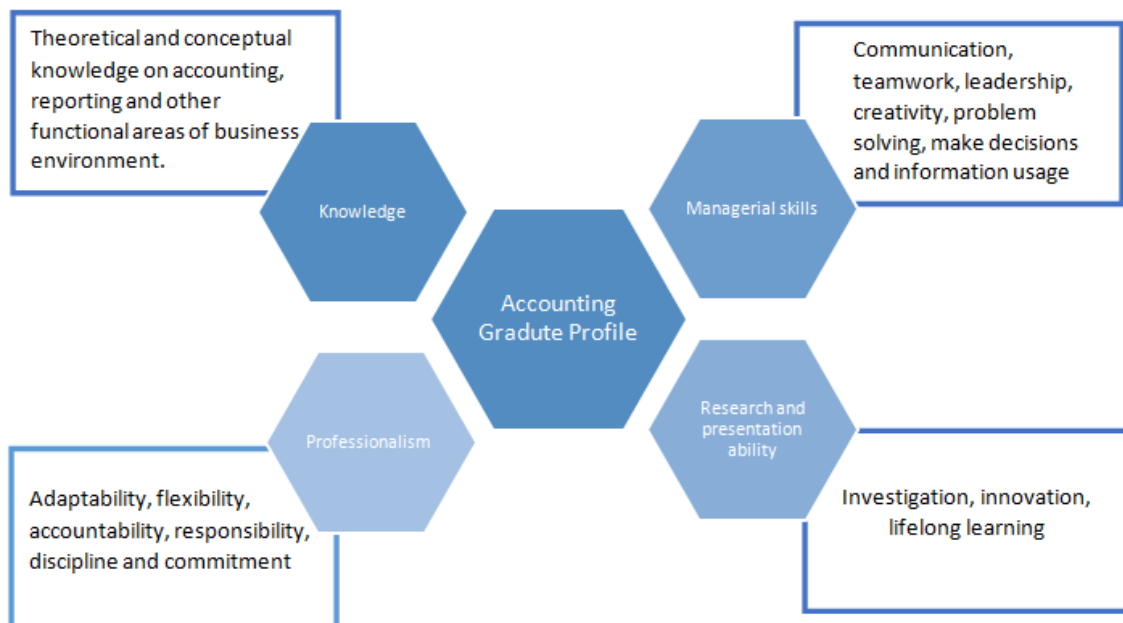 Theoretical and conceptual
knowledge on accounting,
reporting and other
functional areas of business
environment.
Knowledge
Communication,
teamwork, leadership,
creativity, problem
solving, make decisions
and information usage
Managerial skills
Accounting
Gradute Profile
Professionalism
Adaptability, flexibility,
accountability, responsibility,
discipline and commitment
Research and
presentation
ability
Investigation, innovation,
lifelong learning